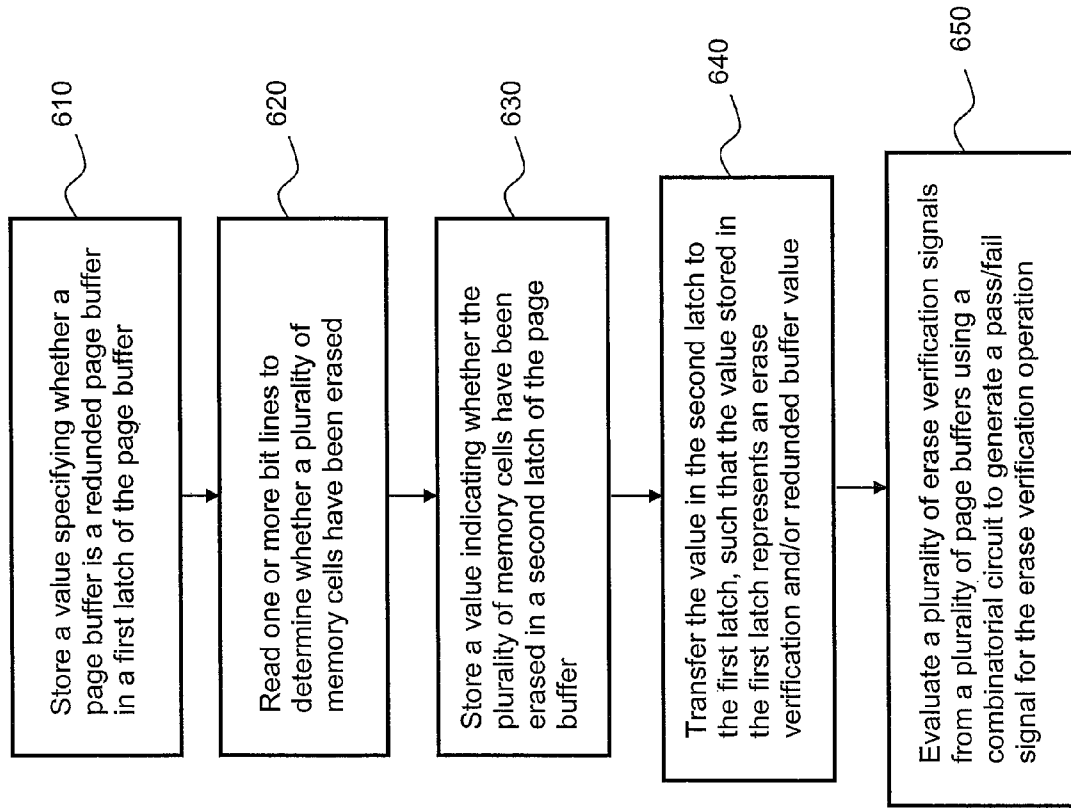 Store a value specifying whether a
page buffer is a redunded page buffer
in a first latch of the page buffer
610
Read one or more bit lines to
determine whether a plurality of
memory cells have been erased
620
Store a value indicating whether the
plurality of memory cells have been
erased in a second latch of the page
buffer
630
Transfer the value in the second latch to
the first latch, such that the value stored in
the first latch represents an erase
verification and/or redunded buffer value
640
Evaluate a plurality of erase verification signals
from a plurality of page buffers using a
combinatorial circuit to generate a pass/fail
signal for the erase verification operation
650